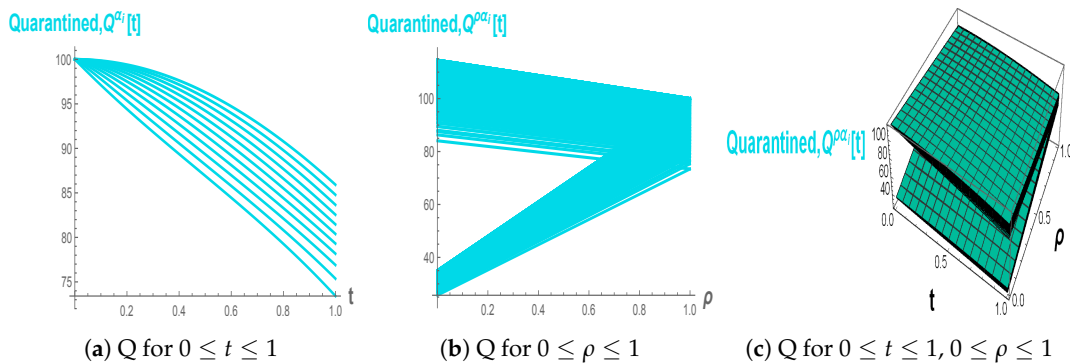 Quarantined,Q^{α_i}[t]
100
95
90
85
80
75
0.2 0.4 0.6 0.8 1.0 t
(a) Q for 0 ≤ t ≤ 1
Quarantined,Q^{ρα_i}[t]
100
80
60
40
0.2 0.4 0.6 0.8 1.0 ρ
(b) Q for 0 ≤ ρ ≤ 1
Quarantined,Q^{ρα_i}[t]
100
80
60
40
0.0
0.5
1.0
t
0.0
0.5
1.0
ρ
(c) Q for 0 ≤ t ≤ 1, 0 ≤ ρ ≤ 1